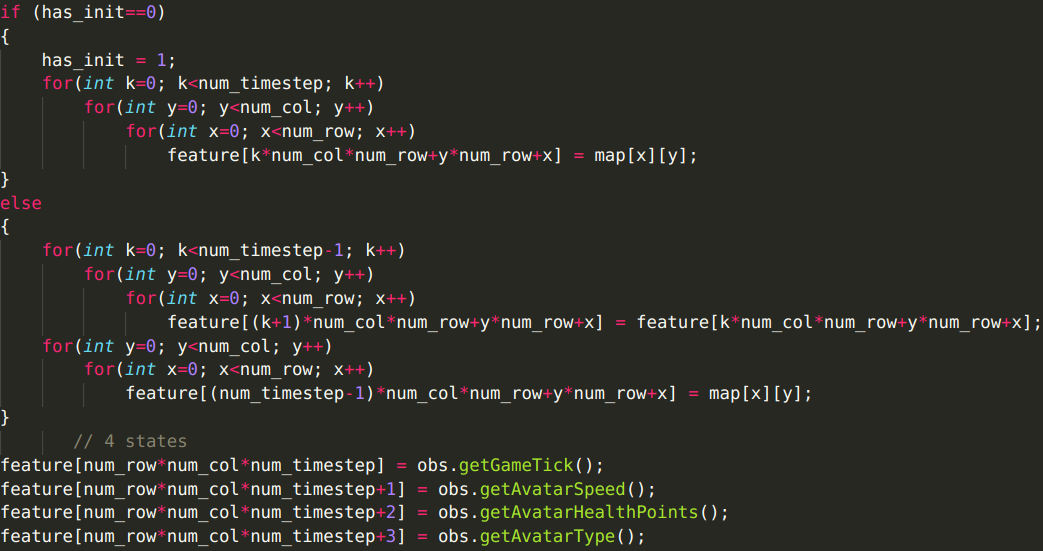 if (has_init==0)
{
    has_init = 1;
    for(int k=0; k<num_timestep; k++)
        for(int y=0; y<num_col; y++)
            for(int x=0; x<num_row; x++)
                feature[k*num_col*num_row+y*num_row+x] = map[x][y];
}
else
{
    for(int k=0; k<num_timestep-1; k++)
        for(int y=0; y<num_col; y++)
            for(int x=0; x<num_row; x++)
                feature[(k+1)*num_col*num_row+y*num_row+x] = feature[k*num_col*num_row+y*num_row+x];
    for(int y=0; y<num_col; y++)
        for(int x=0; x<num_row; x++)
            feature[(num_timestep-1)*num_col*num_row+y*num_row+x] = map[x][y];
}
       // 4 states
feature[num_row*num_col*num_timestep] = obs.getGameTick();
feature[num_row*num_col*num_timestep+1] = obs.getAvatarSpeed();
feature[num_row*num_col*num_timestep+2] = obs.getAvatarHealthPoints();
feature[num_row*num_col*num_timestep+3] = obs.getAvatarType();